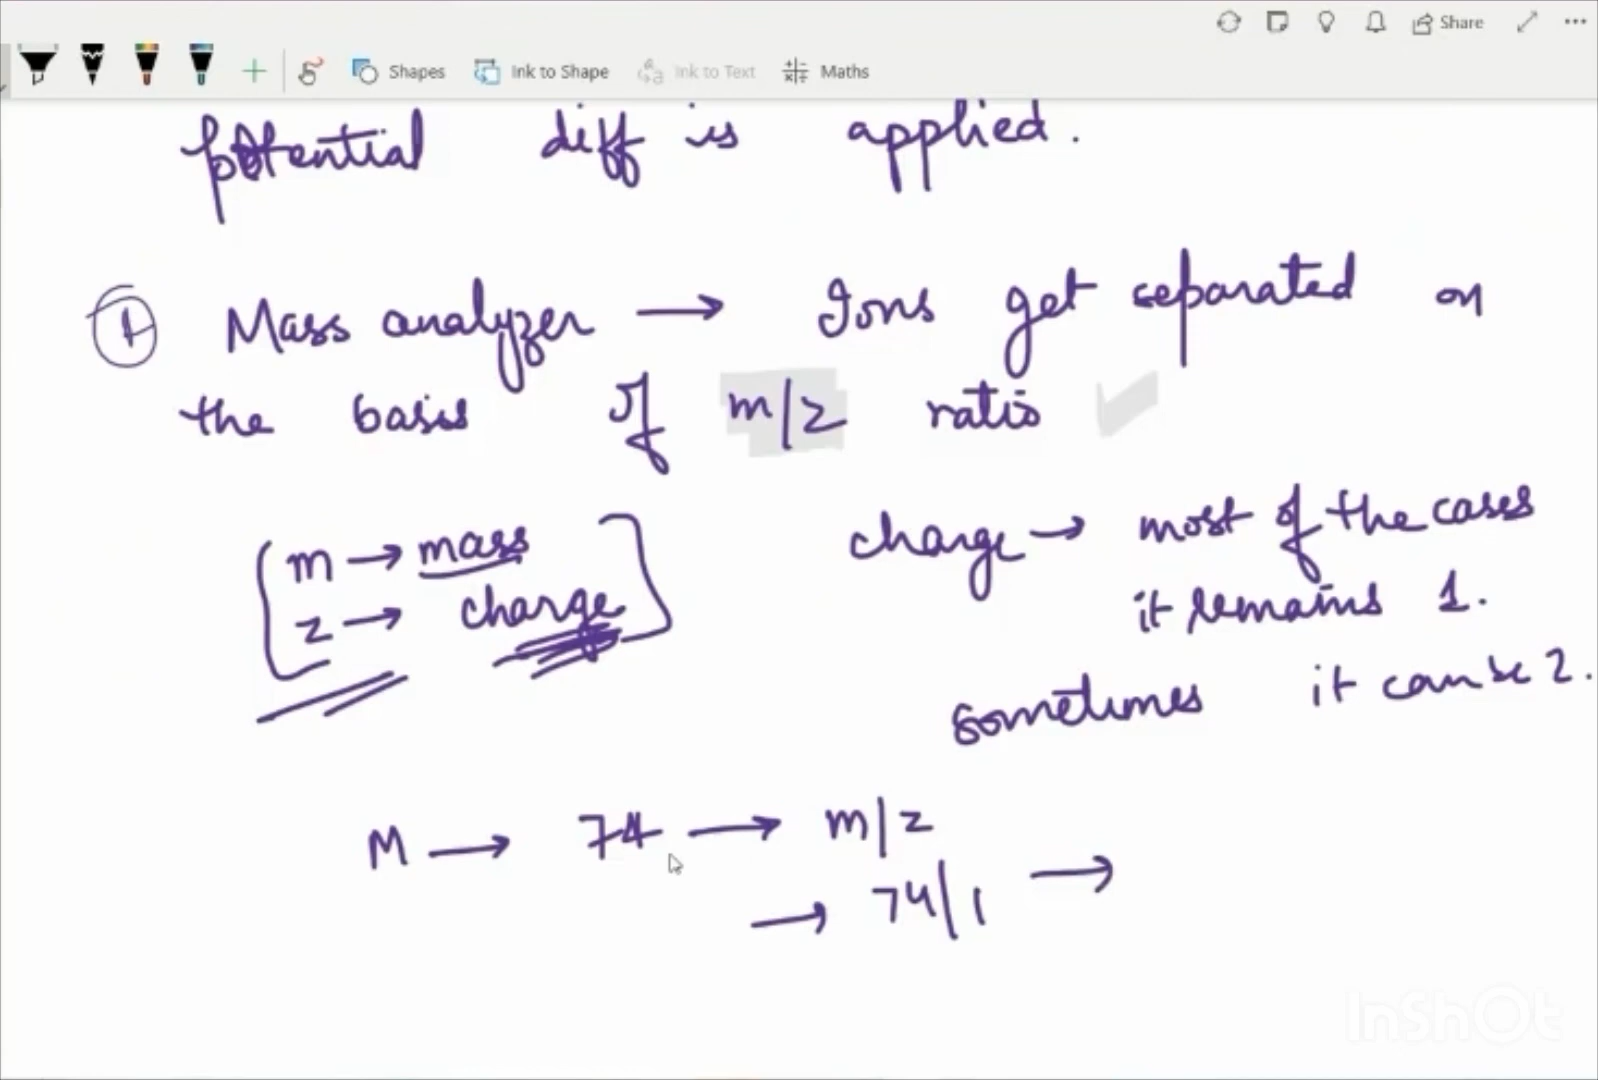 Share
Shapes Ink to Shape Ink to Text Maths
potential diff is applied.
Mass analyzer → Ions get separated on
the basis of m/z ratio
m → mass
z → charge
charge → most of the cases
it remains 1.
sometimes it can be 2.
M → 74 → m/z
→ 74/1 →
InShOt